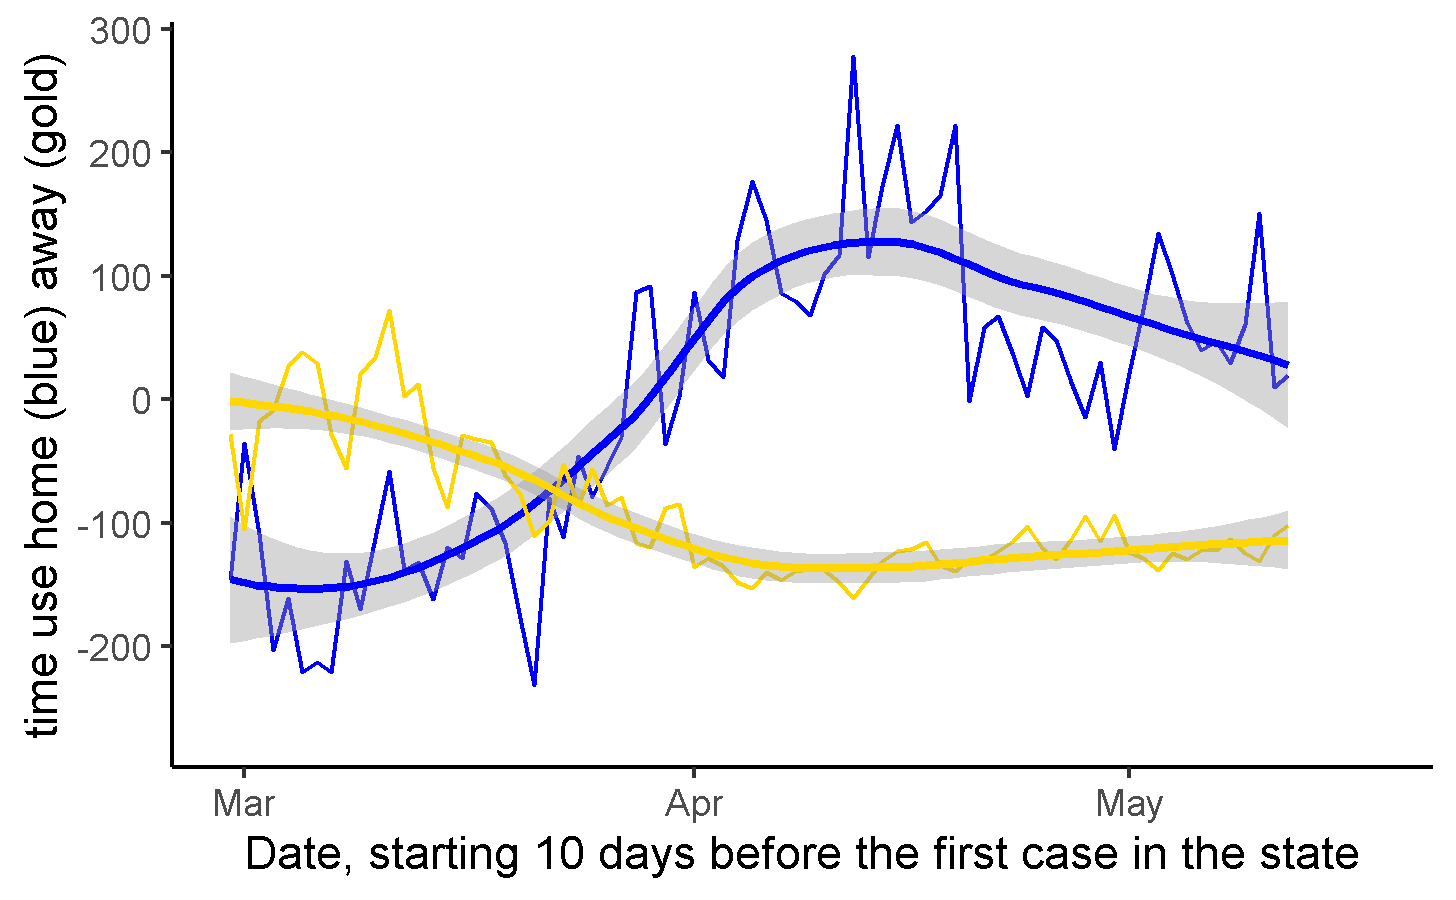 time use home (blue) away (gold)
300
200
100
0
-100
-200
Mar
Apr
May
Date, starting 10 days before the first case in the state